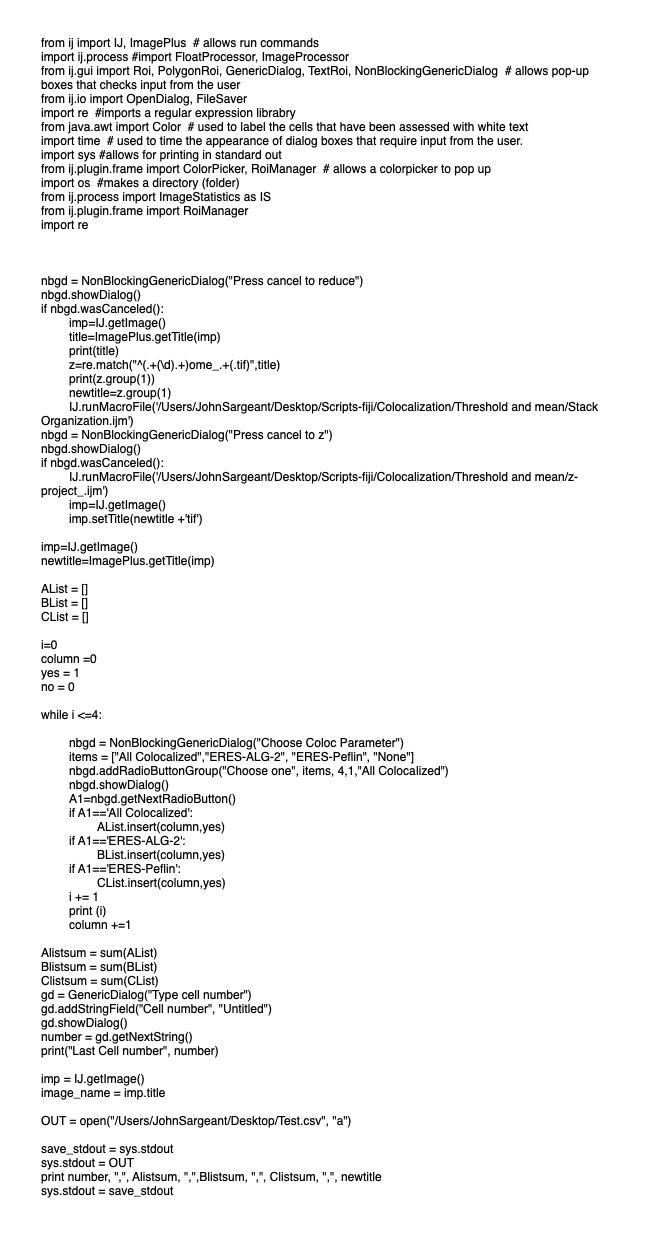 from ij import IJ, ImagePlus  # allows run commands
import ij.process #import FloatProcessor, ImageProcessor
from ij.gui import Roi, PolygonRoi, GenericDialog, TextRoi, NonBlockingGenericDialog  # allows pop-up
boxes that checks input from the user
from ij.io import OpenDialog, FileSaver
import re  #imports a regular expression librabry
from java.awt import Color  # used to label the cells that have been assessed with white text
import time  # used to time the appearance of dialog boxes that require input from the user.
import sys #allows for printing in standard out
from ij.plugin.frame import ColorPicker, RoiManager  # allows a colorpicker to pop up
import os  #makes a directory (folder)
from ij.process import ImageStatistics as IS
from ij.plugin.frame import RoiManager
import re

nbgd = NonBlockingGenericDialog("Press cancel to reduce")
nbgd.showDialog()
if nbgd.wasCanceled():
	imp=IJ.getImage()
	title=ImagePlus.getTitle(imp)
	print(title)
	z=re.match("^(.+(\d).+)ome_.+(.tif)",title)
	print(z.group(1))
	newtitle=z.group(1)
	IJ.runMacroFile('/Users/JohnSargeant/Desktop/Scripts-fiji/Colocalization/Threshold and mean/Stack
Organization.ijm')
nbgd = NonBlockingGenericDialog("Press cancel to z")
nbgd.showDialog()
if nbgd.wasCanceled():
	IJ.runMacroFile('/Users/JohnSargeant/Desktop/Scripts-fiji/Colocalization/Threshold and mean/z-
project_.ijm')
	imp=IJ.getImage()
	imp.setTitle(newtitle +'tif')

imp=IJ.getImage()
newtitle=ImagePlus.getTitle(imp)

AList = []
BList = []
CList = []

i=0
column =0
yes = 1
no = 0

while i <=4:

	nbgd = NonBlockingGenericDialog("Choose Coloc Parameter")
	items = ["All Colocalized","ERES-ALG-2", "ERES-Peflin", "None"]
	nbgd.addRadioButtonGroup("Choose one", items, 4,1,"All Colocalized")
	nbgd.showDialog()
	A1=nbgd.getNextRadioButton()
	if A1=='All Colocalized':
		AList.insert(column,yes)
	if A1=='ERES-ALG-2':
		BList.insert(column,yes)
	if A1=='ERES-Peflin':
		CList.insert(column,yes)
	i += 1
	print (i)
	column +=1

Alistsum = sum(AList)
Blistsum = sum(BList)
Clistsum = sum(CList)
gd = GenericDialog("Type cell number")
gd.addStringField("Cell number", "Untitled")
gd.showDialog()
number = gd.getNextString()
print("Last Cell number", number)

imp = IJ.getImage()
image_name = imp.title

OUT = open("/Users/JohnSargeant/Desktop/Test.csv", "a")

save_stdout = sys.stdout
sys.stdout = OUT
print number, ",", Alistsum, ",",Blistsum, ",", Clistsum, ",", newtitle
sys.stdout = save_stdout